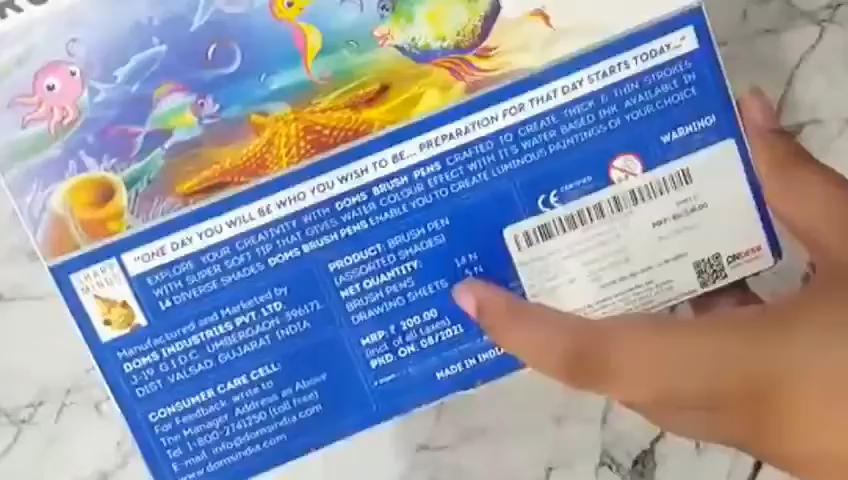 "ONE DAY YOU WILL BE WHO YOU WISH TO BE... PREPARATION FOR THAT DAY STARTS TODAY..."
EXPLORE YOUR CREATIVITY WITH DOMS BRUSH PENS CRAFTED TO CREATE THICK & THIN STROKES
WITH SUPER SOFT TIP THAT GIVES WATER COLOUR EFFECT WITH IT'S WATER BASED INK AVAILABLE IN
14 DIVERSE SHADES. DOMS BRUSH PENS ENABLE YOU TO CREATE LUMINOUS PAINTINGS OF YOUR CHOICE
SHARP
MINDS
Manufactured and Marketed by
DOMS INDUSTRIES PVT. LTD.
J-19 G.I.D.C. UMBERGAON 396171,
DIST. VALSAD, GUJARAT INDIA
CONSUMER CARE CELL:
For Feedback write to
The Manager, Address as Above
Tel 1-800-2741250 (toll free)
E-mail info@domsindia.com
www.domsindia.com
PRODUCT: BRUSH PEN
(ASSORTED SHADES)
NET QUANTITY:
BRUSH PENS 14 N
DRAWING SHEETS 5 N
MRP: ₹ 200.00
(incl. of all taxes)
PKD. ON: 08/2021
MADE IN INDIA
CE CERTIFIED
WARNING!